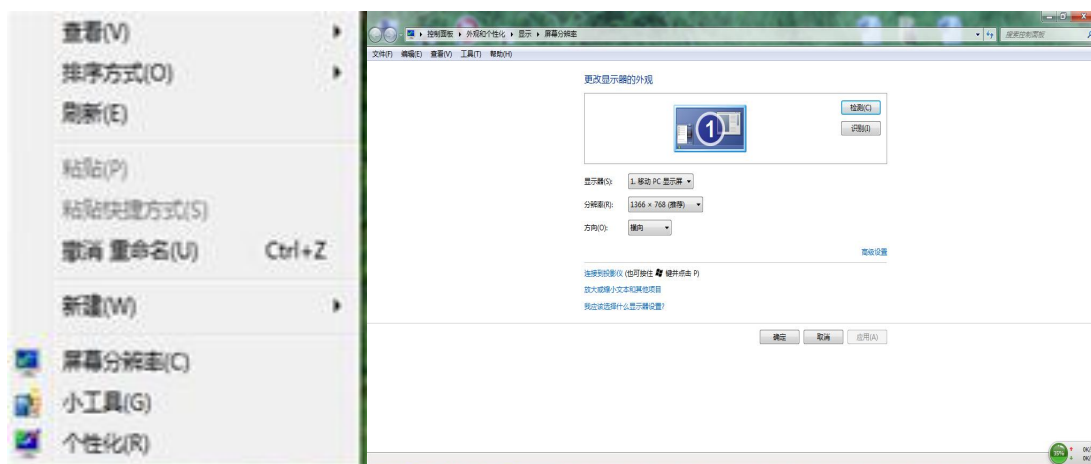 查看(V)
排序方式(O)
刷新(E)
粘贴(P)
粘贴快捷方式(S)
撤消 重命名(U) Ctrl+Z
新建(W)
屏幕分辨率(C)
小工具(G)
个性化(R)
控制面板 外观和个性化 显示 屏幕分辨率
搜索控制面板
文件(F) 编辑(E) 查看(V) 工具(T) 帮助(H)
更改显示器的外观
1
检测(C)
识别(I)
显示器(S): 1. 移动 PC 显示屏
分辨率(R): 1366 × 768 (推荐)
方向(O): 横向
高级设置
连接到投影仪 (也可按住 键并点击 P)
放大或缩小文本和其他项目
我应该选择什么显示器设置?
确定 取消 应用(A)
35%